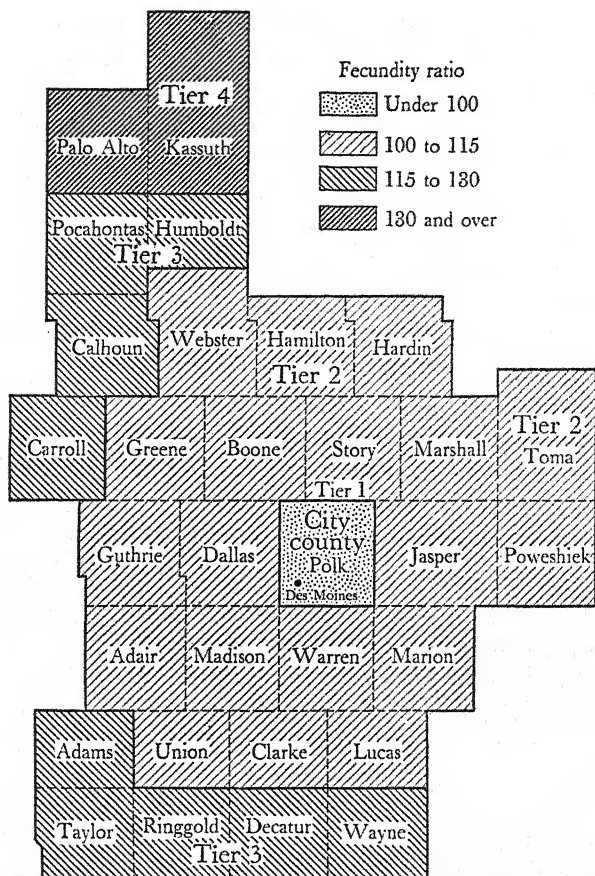 Fecundity ratio
Under 100
100 to 115
115 to 130
130 and over
Tier 4
Palo Alto
Kassuth
Pocahontas
Humboldt
Tier 3
Calhoun
Webster
Hamilton
Hardin
Tier 2
Carroll
Greene
Boone
Story
Marshall
Tier 2
Toma
Tier 1
Guthrie
Dallas
City
county
Polk
Des Moines
Jasper
Poweshiek
Adair
Madison
Warren
Marion
Adams
Union
Clarke
Lucas
Taylor
Ringgold
Decatur
Wayne
Tier 3